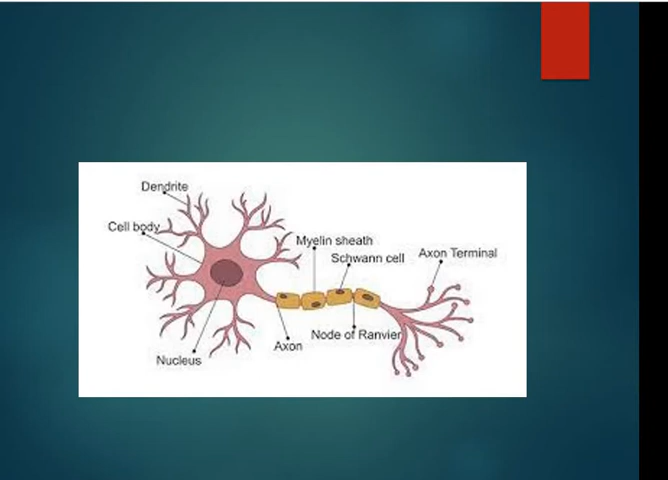 Dendrite
Cell body
Myelin sheath
Schwann cell
Axon Terminal
Node of Ranvier
Axon
Nucleus